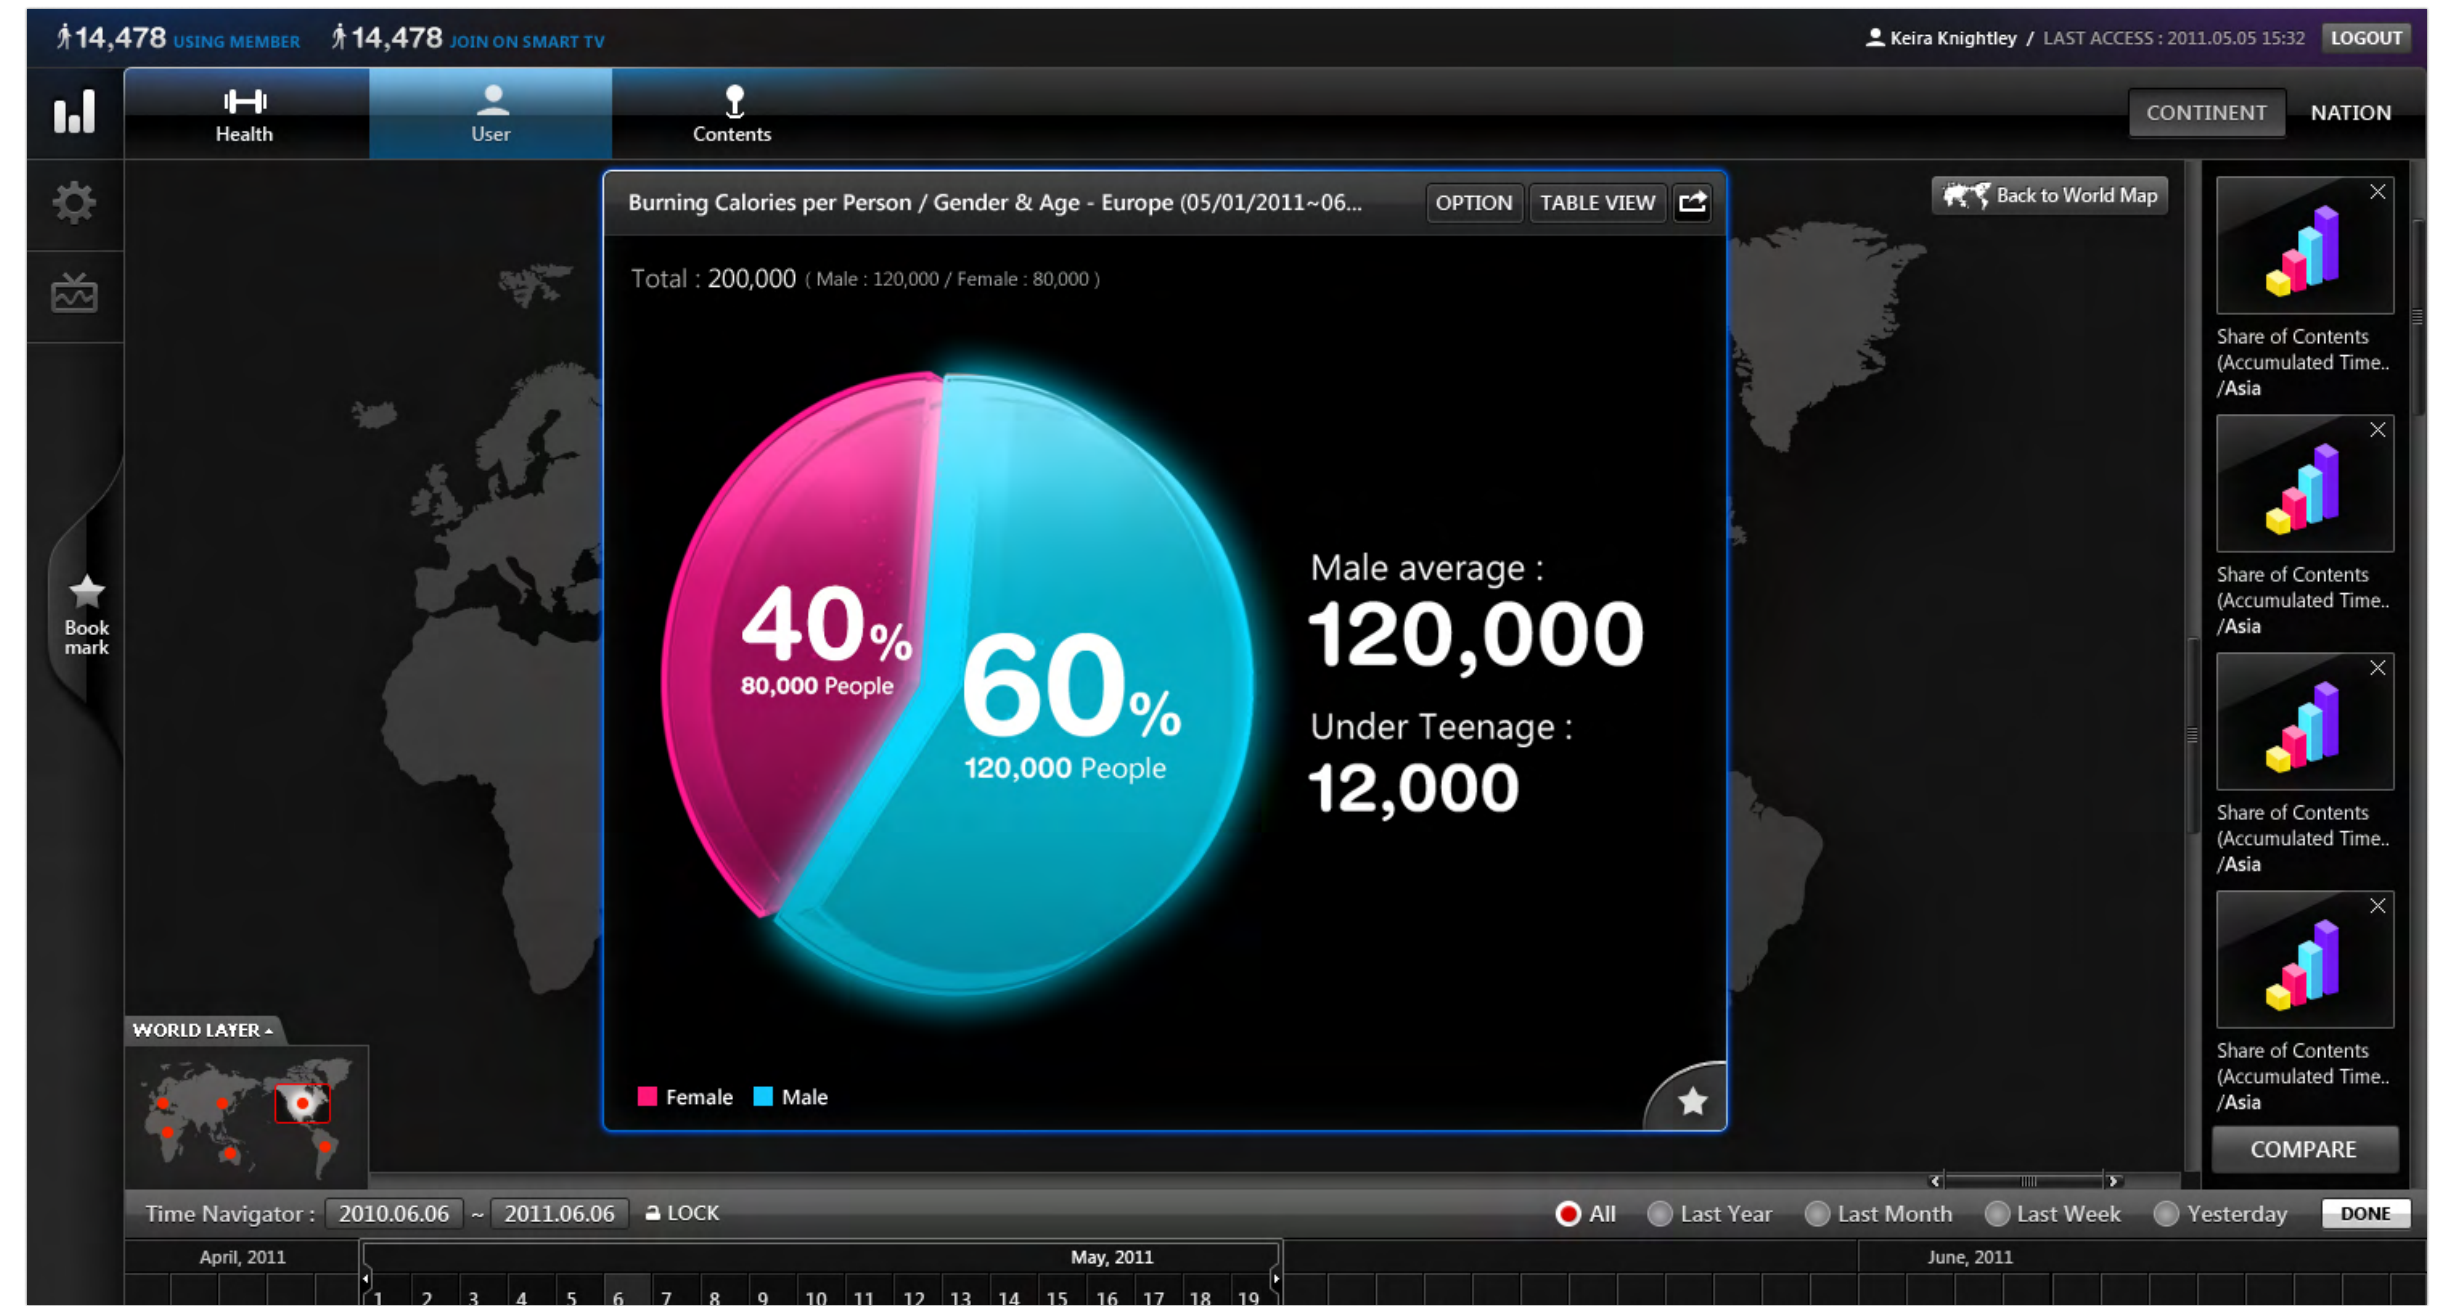 14,478 USING MEMBER 14,478 JOIN ON SMART TV
Keira Knightley / LAST ACCESS : 2011.05.05 15:32 LOGOUT
Health
User
Contents
CONTINENT NATION
Burning Calories per Person / Gender & Age - Europe (05/01/2011~06...
OPTION TABLE VIEW
Back to World Map
Total : 200,000 ( Male : 120,000 / Female : 80,000 )
40%
80,000 People
60%
120,000 People
Male average :
120,000
Under Teenage :
12,000
Female Male
Book
mark
Share of Contents
(Accumulated Time..
/Asia
Share of Contents
(Accumulated Time..
/Asia
Share of Contents
(Accumulated Time..
/Asia
Share of Contents
(Accumulated Time..
/Asia
COMPARE
WORLD LAYER
Time Navigator : 2010.06.06 ~ 2011.06.06 LOCK
All Last Year Last Month Last Week Yesterday DONE
April, 2011 May, 2011 June, 2011
1 2 3 4 5 6 7 8 9 10 11 12 13 14 15 16 17 18 19